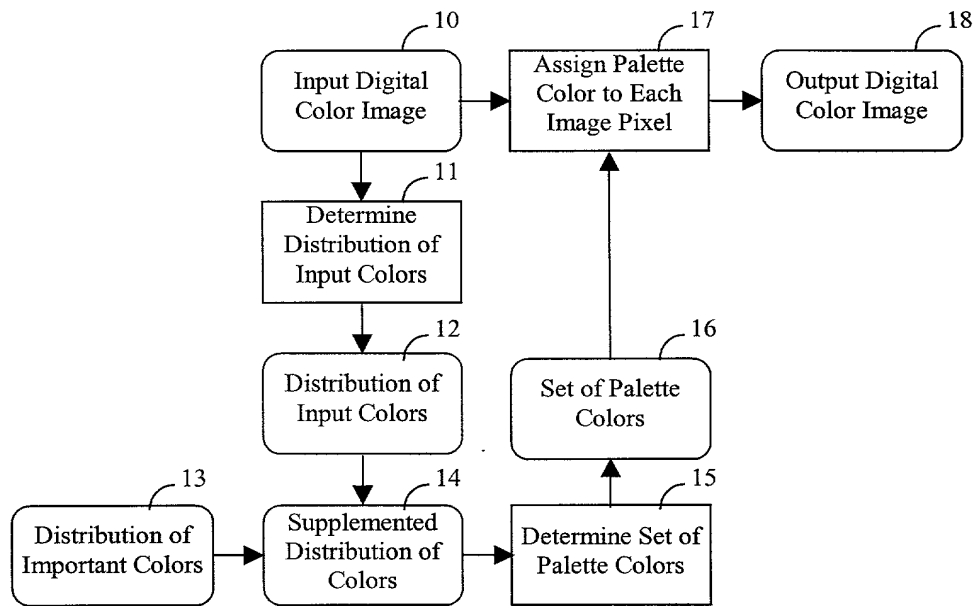 10
17
18
Input Digital
Color Image
Assign Palette
Color to Each
Image Pixel
Output Digital
Color Image
11
Determine
Distribution of
Input Colors
12
16
Distribution of
Input Colors
Set of Palette
Colors
13
14
15
Distribution of
Important Colors
Supplemented
Distribution of
Colors
Determine Set of
Palette Colors